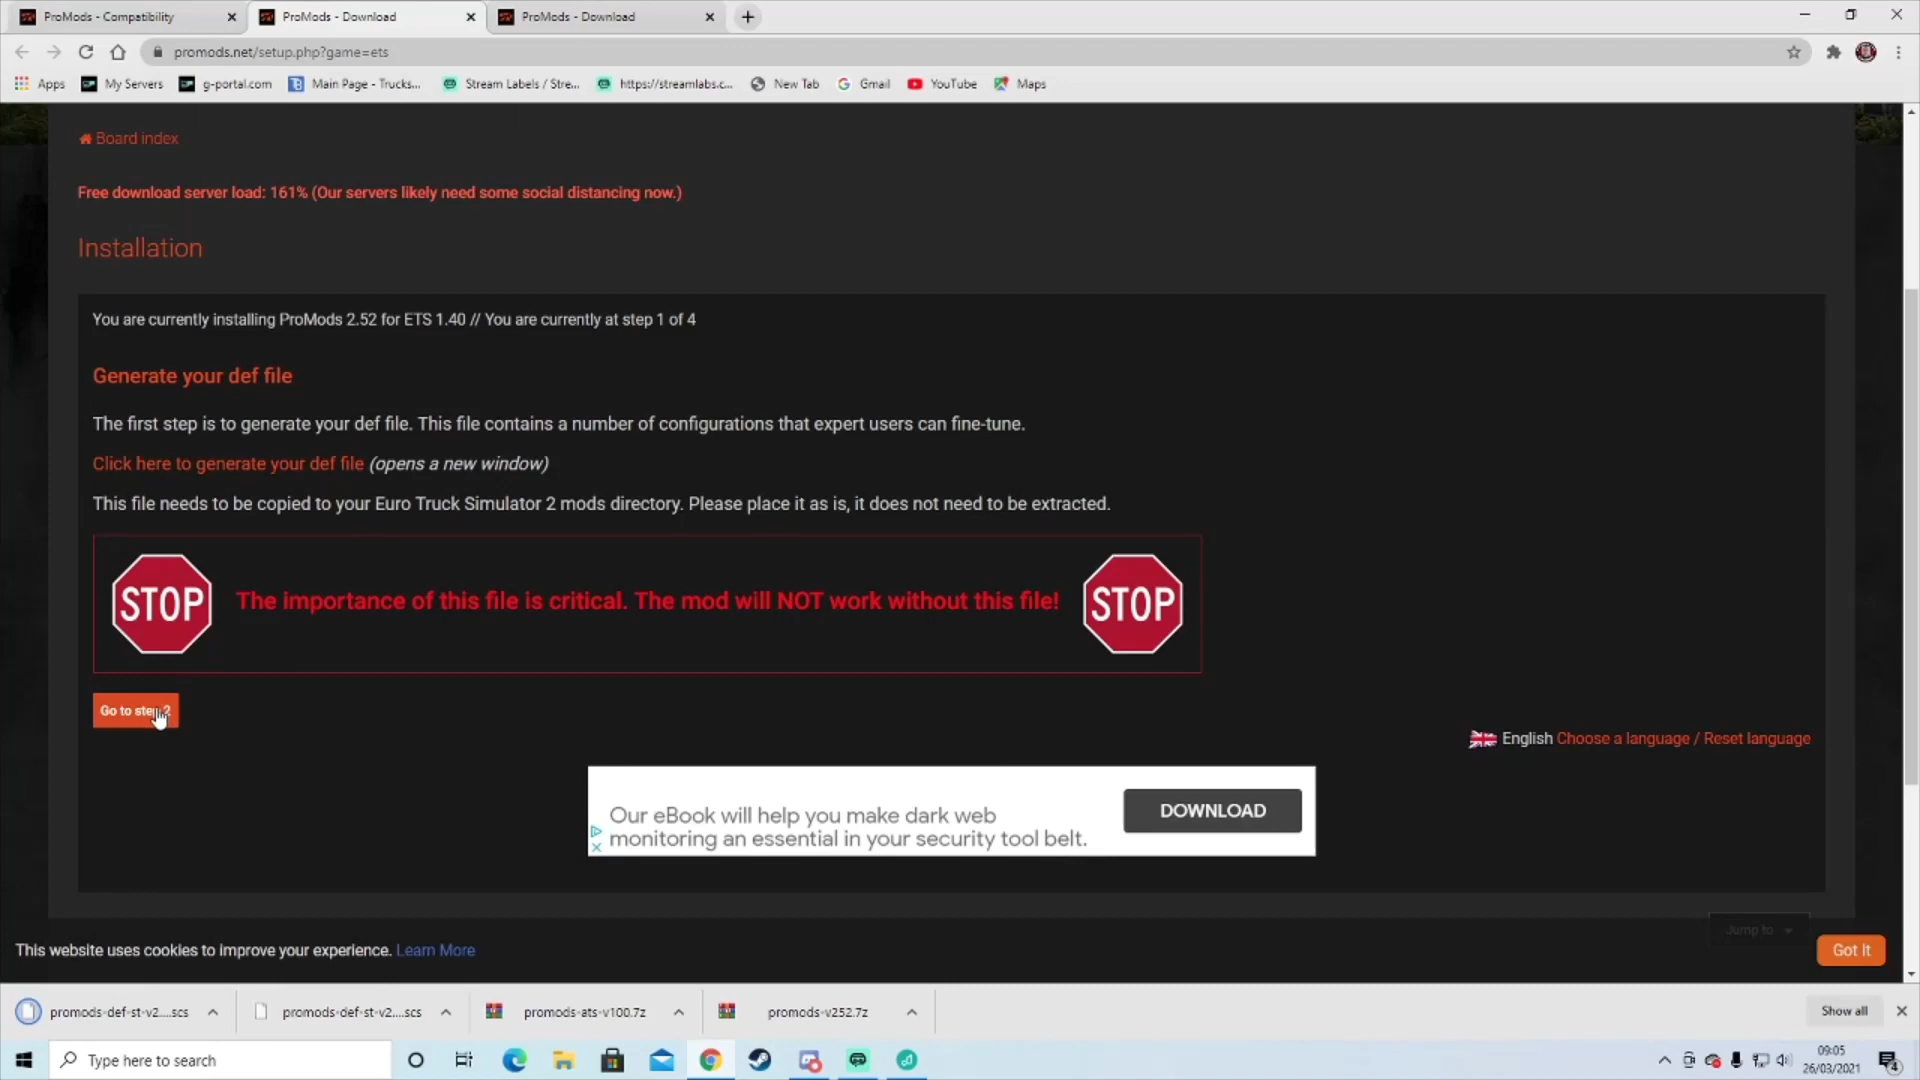 ProMods - Compatibility
ProMods - Download
ProMods - Download
promods.net/setup.php?game=ets
Apps
My Servers
g-portal.com
Main Page - Trucks...
Stream Labels / Stre...
https://streamlabs.c...
New Tab
Gmail
YouTube
Maps
Board index
Free download server load: 161% (Our servers likely need some social distancing now.)
Installation
You are currently installing ProMods 2.52 for ETS 1.40 // You are currently at step 1 of 4
Generate your def file
The first step is to generate your def file. This file contains a number of configurations that expert users can fine-tune.
Click here to generate your def file (opens a new window)
This file needs to be copied to your Euro Truck Simulator 2 mods directory. Please place it as is, it does not need to be extracted.
STOP
The importance of this file is critical. The mod will NOT work without this file!
STOP
Go to step 2
English Choose a language / Reset language
Our eBook will help you make dark web
monitoring an essential in your security tool belt.
DOWNLOAD
Jump to
This website uses cookies to improve your experience. Learn More
Got It
promods-def-st-v2....scs
promods-def-st-v2....scs
promods-ats-v100.7z
promods-v252.7z
Show all
Type here to search
09:05
26/03/2021
4